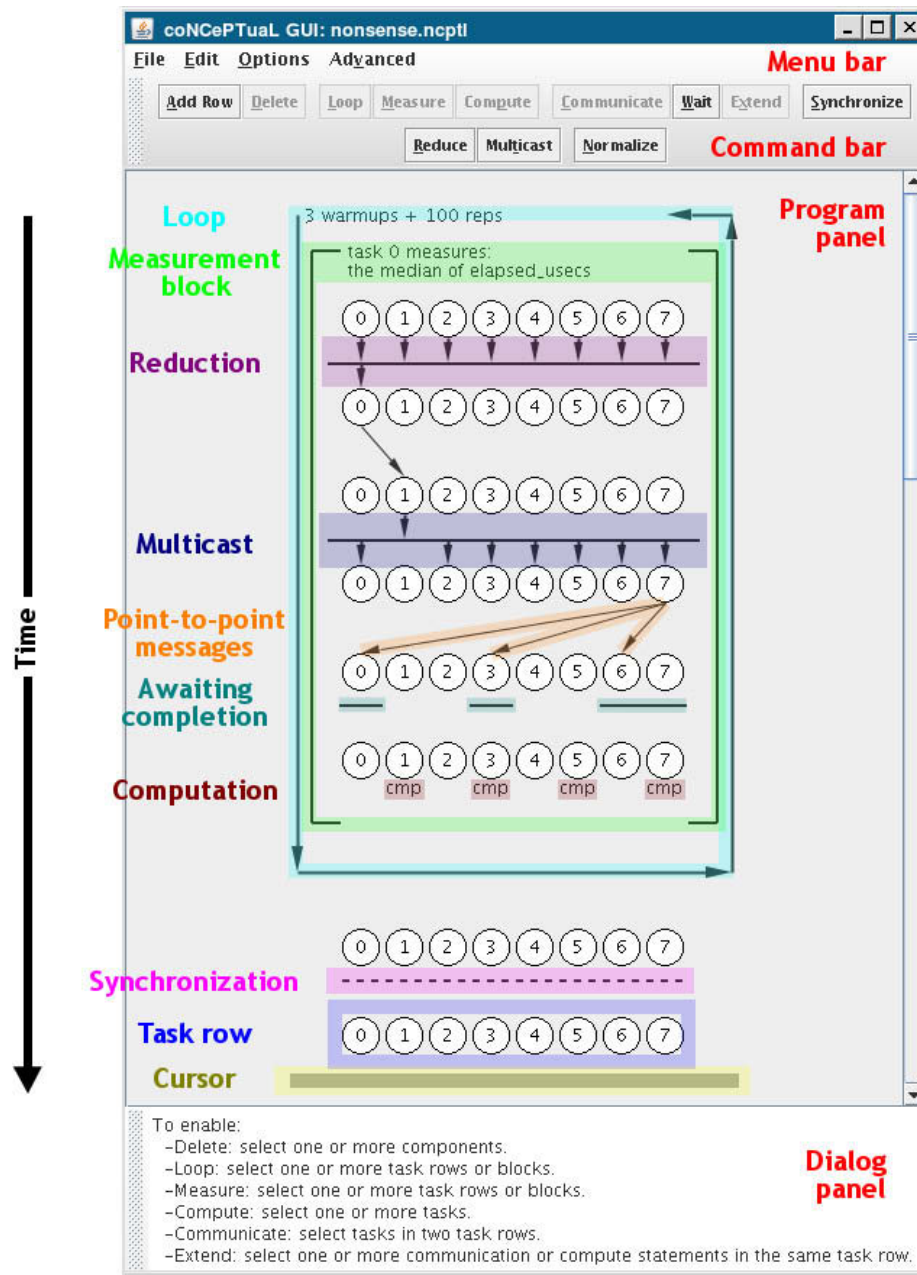 coNCePTuaL GUI: nonsense.ncptl
File Edit Options Advanced
Menu bar
Add Row Delete Loop Measure Compute Communicate Wait Extend Synchronize
Reduce Multicast Normalize
Command bar
Program
panel
Loop
3 warmups + 100 reps
Measurement
block
task 0 measures:
the median of elapsed_usecs
0 1 2 3 4 5 6 7
Reduction
0 1 2 3 4 5 6 7
0 1 2 3 4 5 6 7
Multicast
0 1 2 3 4 5 6 7
Point-to-point
messages
0 1 2 3 4 5 6 7
Awaiting
completion
0 1 2 3 4 5 6 7
Computation
cmp cmp cmp cmp
Time
0 1 2 3 4 5 6 7
Synchronization
Task row
0 1 2 3 4 5 6 7
Cursor
To enable:
-Delete: select one or more components.
-Loop: select one or more task rows or blocks.
-Measure: select one or more task rows or blocks.
-Compute: select one or more tasks.
-Communicate: select tasks in two task rows.
-Extend: select one or more communication or compute statements in the same task row.
Dialog
panel